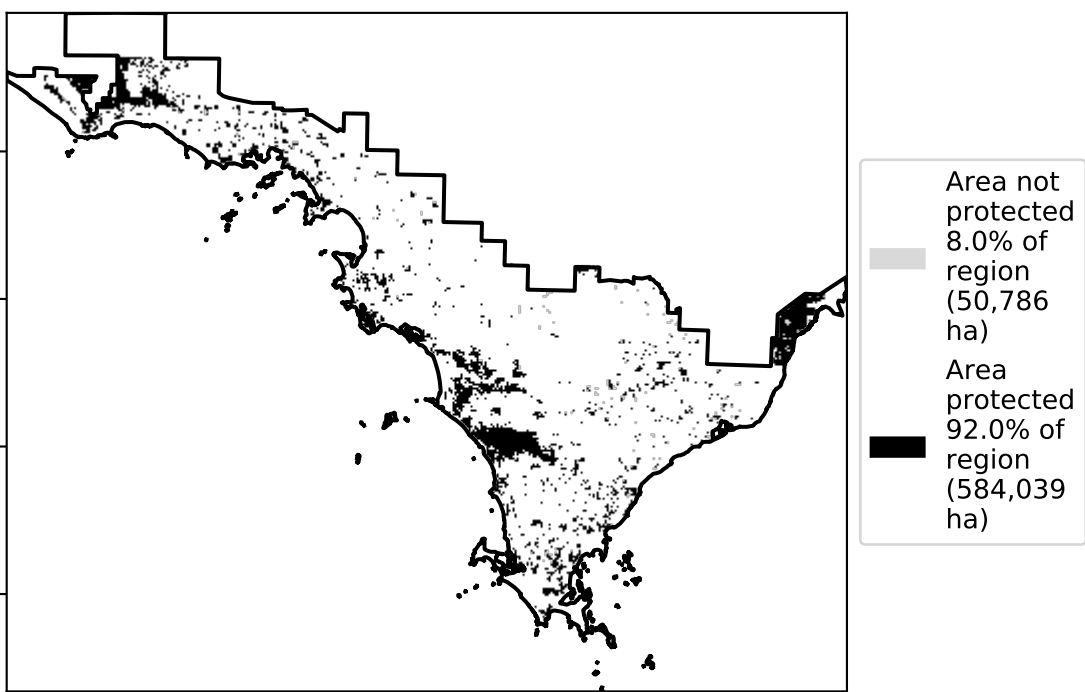 Area not
protected
8.0% of
region
(50,786
ha)
Area
protected
92.0% of
region
(584,039
ha)